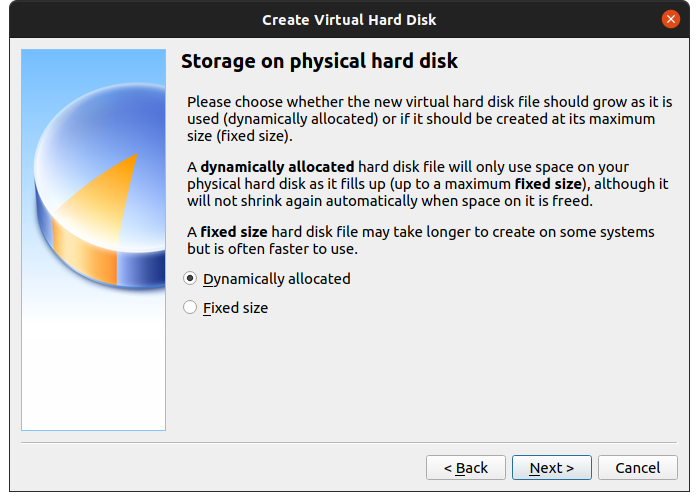 Create Virtual Hard Disk
Storage on physical hard disk
Please choose whether the new virtual hard disk file should grow as it is
used (dynamically allocated) or if it should be created at its maximum
size (fixed size).
A dynamically allocated hard disk file will only use space on your
physical hard disk as it fills up (up to a maximum fixed size), although it
will not shrink again automatically when space on it is freed.
A fixed size hard disk file may take longer to create on some systems
but is often faster to use.
Dynamically allocated
Fixed size
< Back
Next >
Cancel